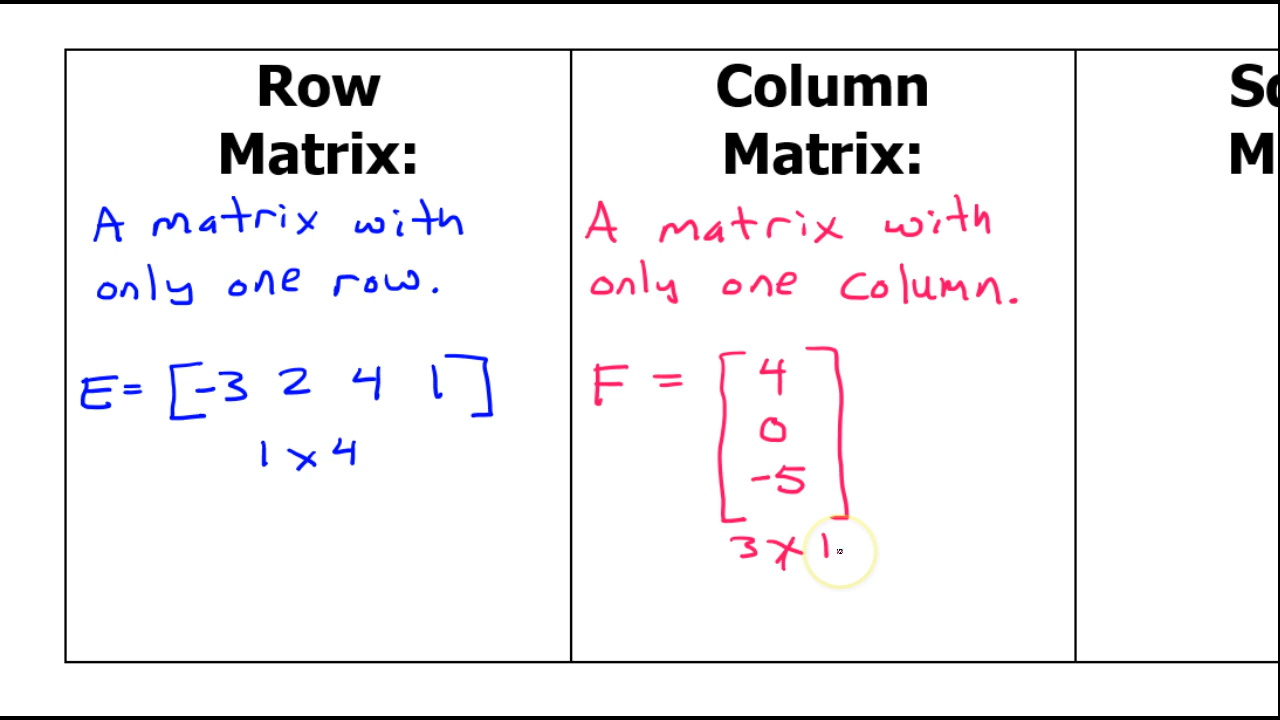 Row
Matrix:
A matrix with
only one row.
E = [-3 2 4 1]
1 x 4
Column
Matrix:
A matrix with
only one column.
F = [4
0
-5]
3 x 1